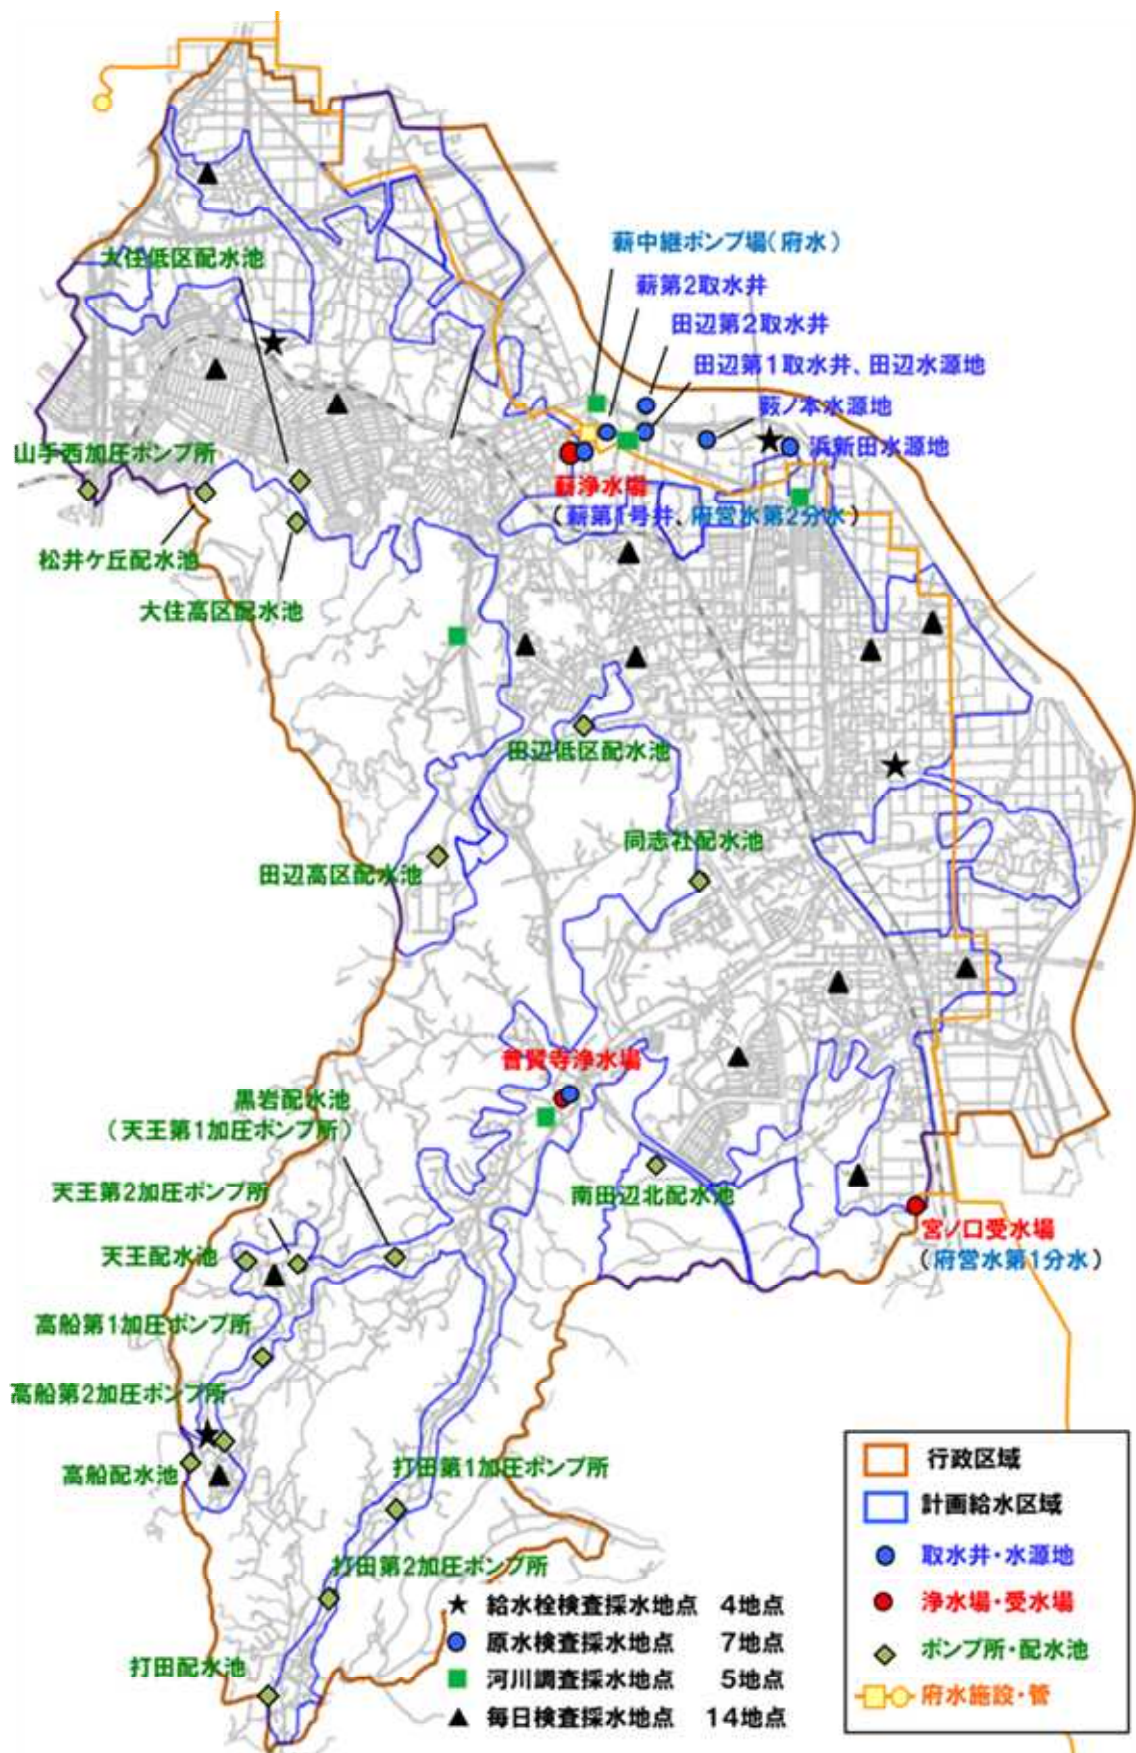 薪中継ポンプ場（府水）
大住低区配水池
薪第2取水井
田辺第2取水井
田辺第1取水井、田辺水源地
薮ノ本水源地
浜新田水源地
山手西加圧ポンプ所
薪浄水場
（薪第1号井、府営水第2分水）
松井ケ丘配水池
大住高区配水池
田辺低区配水池
同志社配水池
田辺高区配水池
普賢寺浄水場
黒岩配水池
（天王第1加圧ポンプ所）
天王第2加圧ポンプ所
南田辺北配水池
宮ノ口受水場
（府営水第1分水）
天王配水池
高船第1加圧ポンプ所
高船第2加圧ポンプ所
高船配水池
打田第1加圧ポンプ所
打田第2加圧ポンプ所
打田配水池
給水栓検査採水地点 4地点
原水検査採水地点 7地点
河川調査採水地点 5地点
毎日検査採水地点 14地点
行政区域
計画給水区域
取水井・水源地
浄水場・受水場
ポンプ所・配水池
府水施設・管